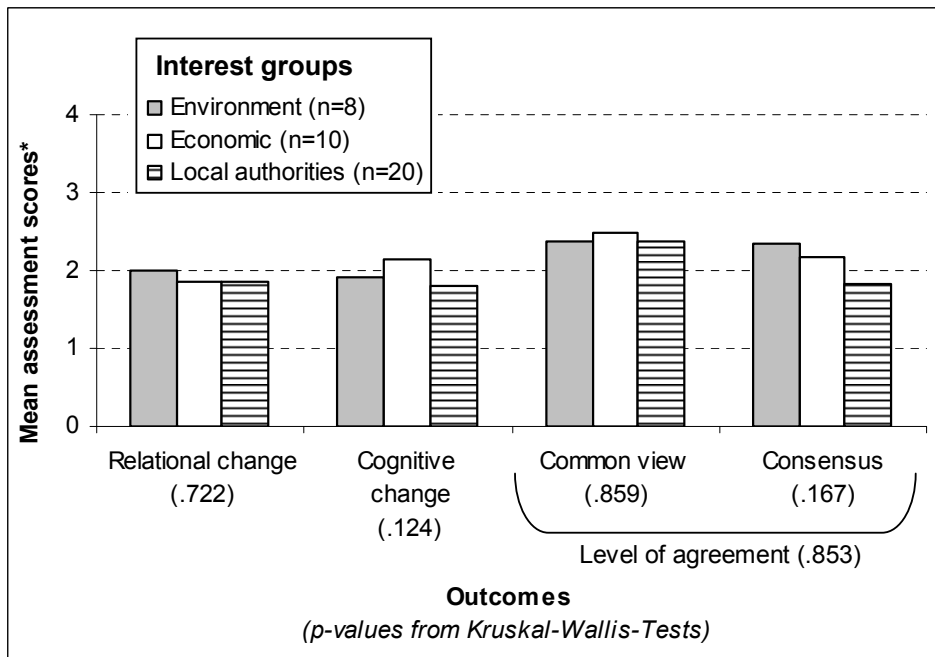 Interest groups
Environment (n=8)
Economic (n=10)
Local authorities (n=20)
Mean assessment scores*
4
3
2
1
0
Relational change
(.722)
Cognitive
change
(.124)
Common view
(.859)
Consensus
(.167)
Level of agreement (.853)
Outcomes
(p-values from Kruskal-Wallis-Tests)